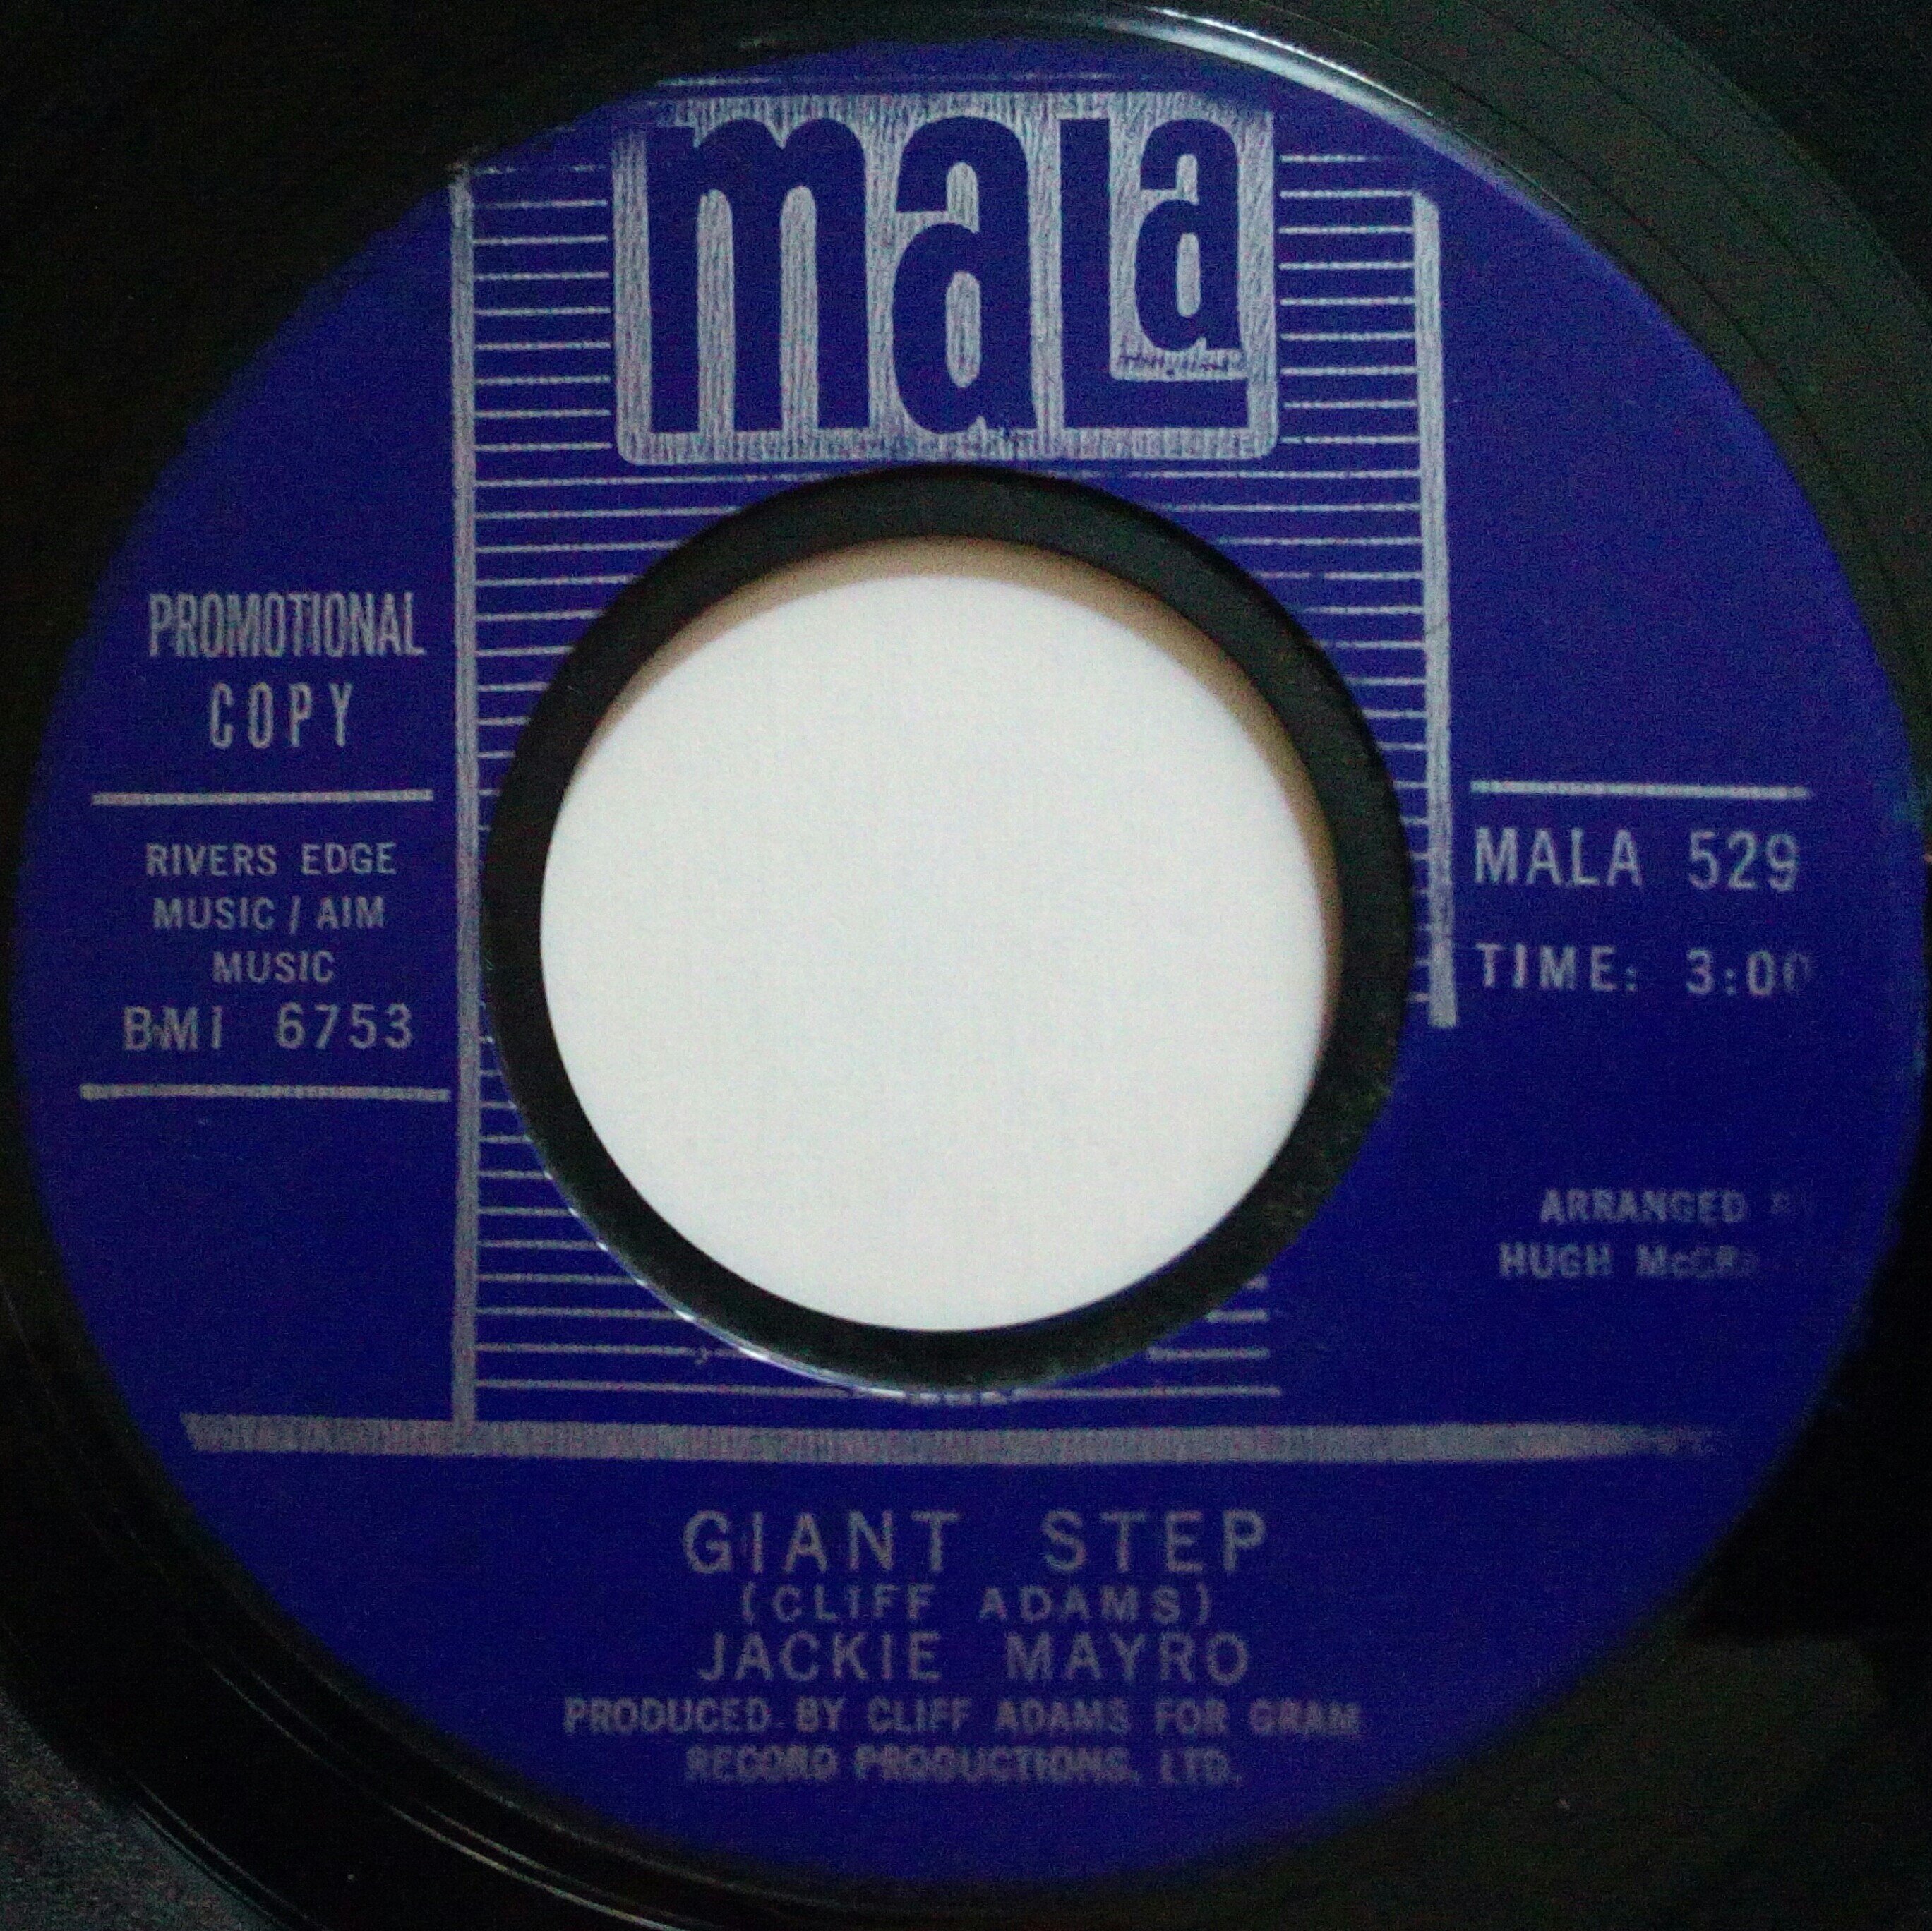 mala
PROMOTIONAL
COPY
RIVERS EDGE
MUSIC / AIM
MUSIC
BMI 6753
MALA 529
TIME: 3:00
ARRANGED
HUGH
GIANT STEP
(CLIFF ADAMS)
JACKIE MAYRO
PRODUCED BY CLIFF ADAMS FOR GRAM
RECORD PRODUCTIONS, LTD.